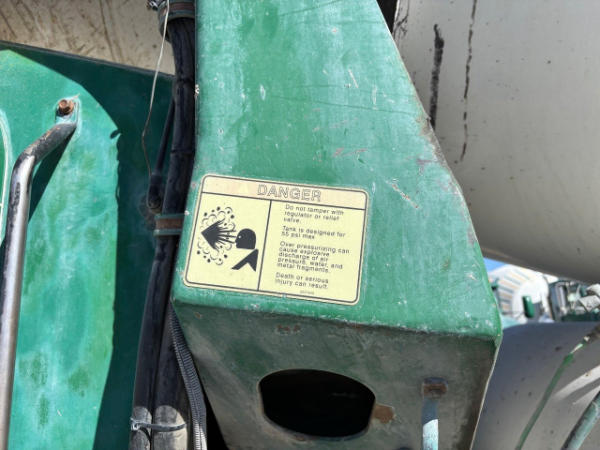 DANGER
Do not tamper with
regulator or relief
valve.
Tank is designed for
55 psi max
Over pressurizing can
cause explosive
discharge of air
pressure, water, and
metal fragments.
Death or serious
injury can result.